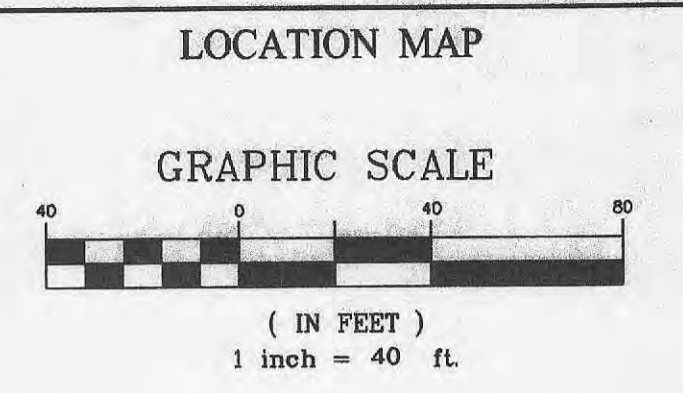 LOCATION MAP
GRAPHIC SCALE
40 0 40 80
( IN FEET )
1 inch = 40 ft.